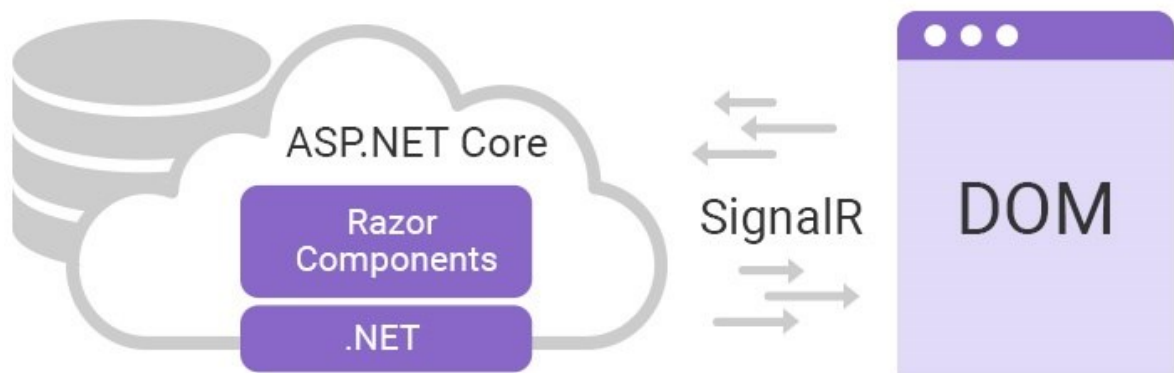 ASP.NET Core
Razor
Components
.NET
SignalR
DOM